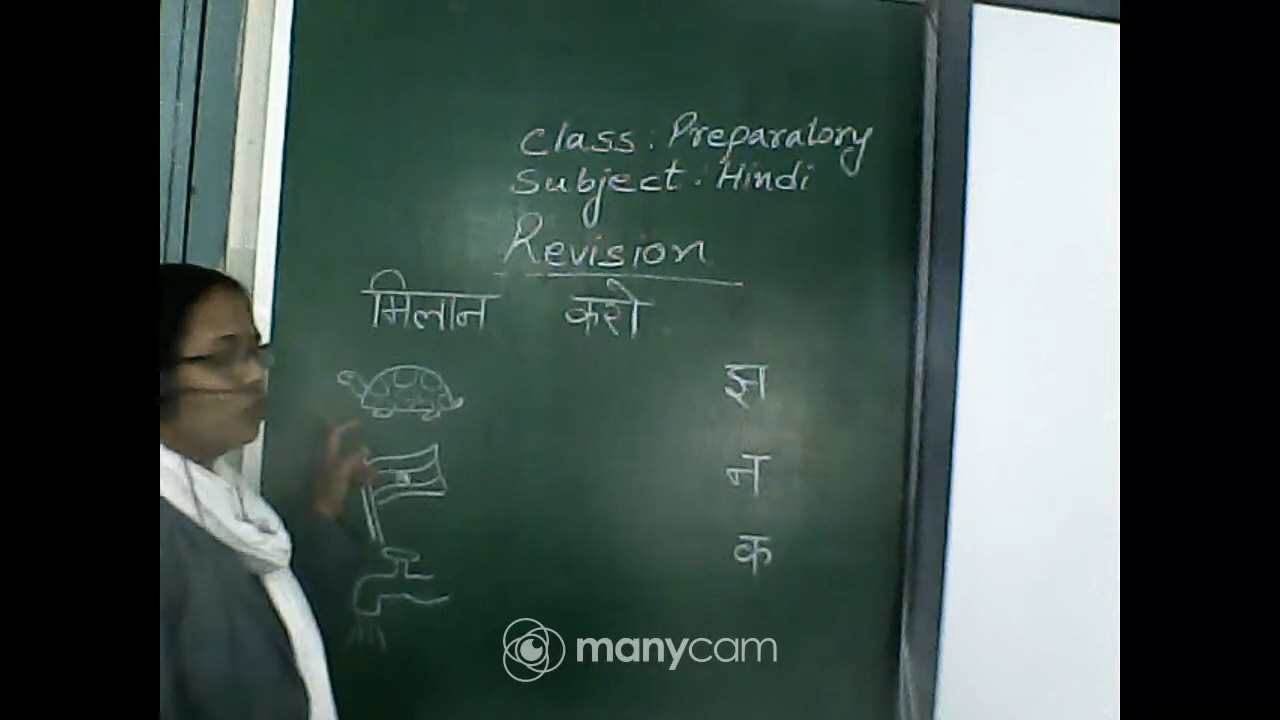 Class: Preparatory
Subject. Hindi
Revision
मिलान करो
झ
न
क
manycam